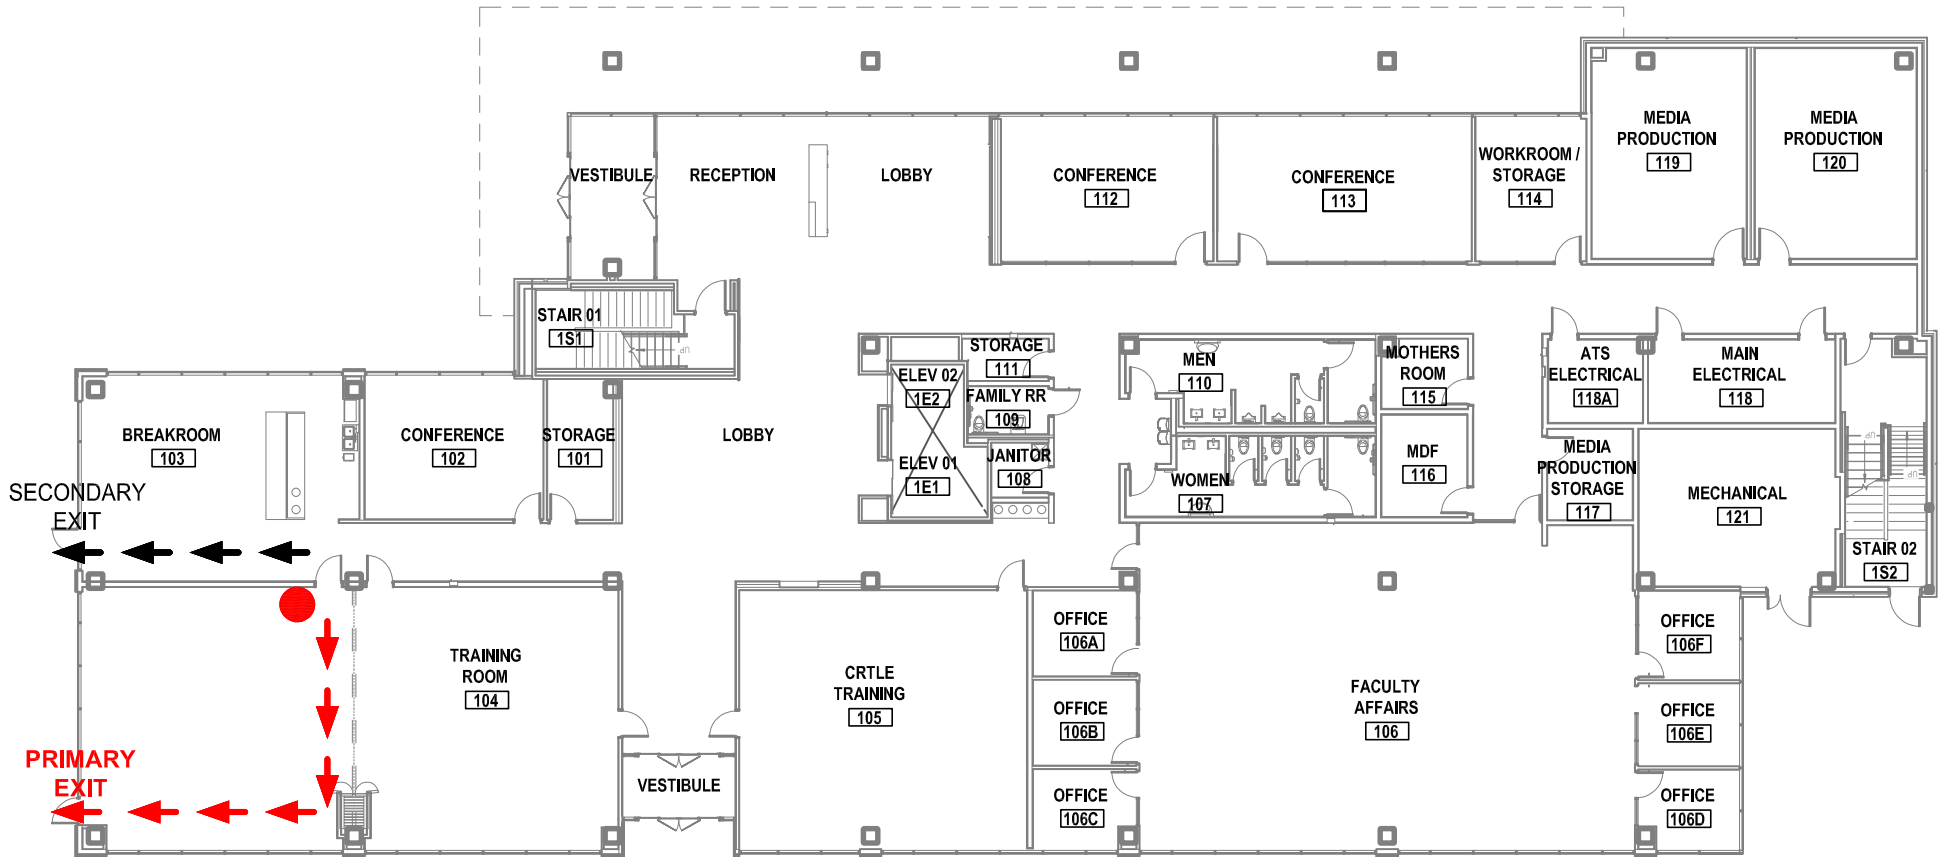 MEDIA
PRODUCTION
119
MEDIA
PRODUCTION
120
VESTIBULE
RECEPTION
LOBBY
CONFERENCE
112
CONFERENCE
113
WORKROOM /
STORAGE
114
STAIR 01
1S1
UP
STORAGE
111
ELEV 02
1E2
FAMILY RR
109
MEN
110
MOTHERS
ROOM
115
ATS
ELECTRICAL
118A
MAIN
ELECTRICAL
118
BREAKROOM
103
CONFERENCE
102
STORAGE
101
LOBBY
ELEV 01
1E1
JANITOR
108
WOMEN
107
MDF
116
MEDIA
PRODUCTION
STORAGE
117
MECHANICAL
121
UP
UP
STAIR 02
1S2
SECONDARY
EXIT
TRAINING
ROOM
104
CRTLE
TRAINING
105
OFFICE
106A
OFFICE
106B
OFFICE
106C
FACULTY
AFFAIRS
106
OFFICE
106F
OFFICE
106E
OFFICE
106D
PRIMARY
EXIT
VESTIBULE